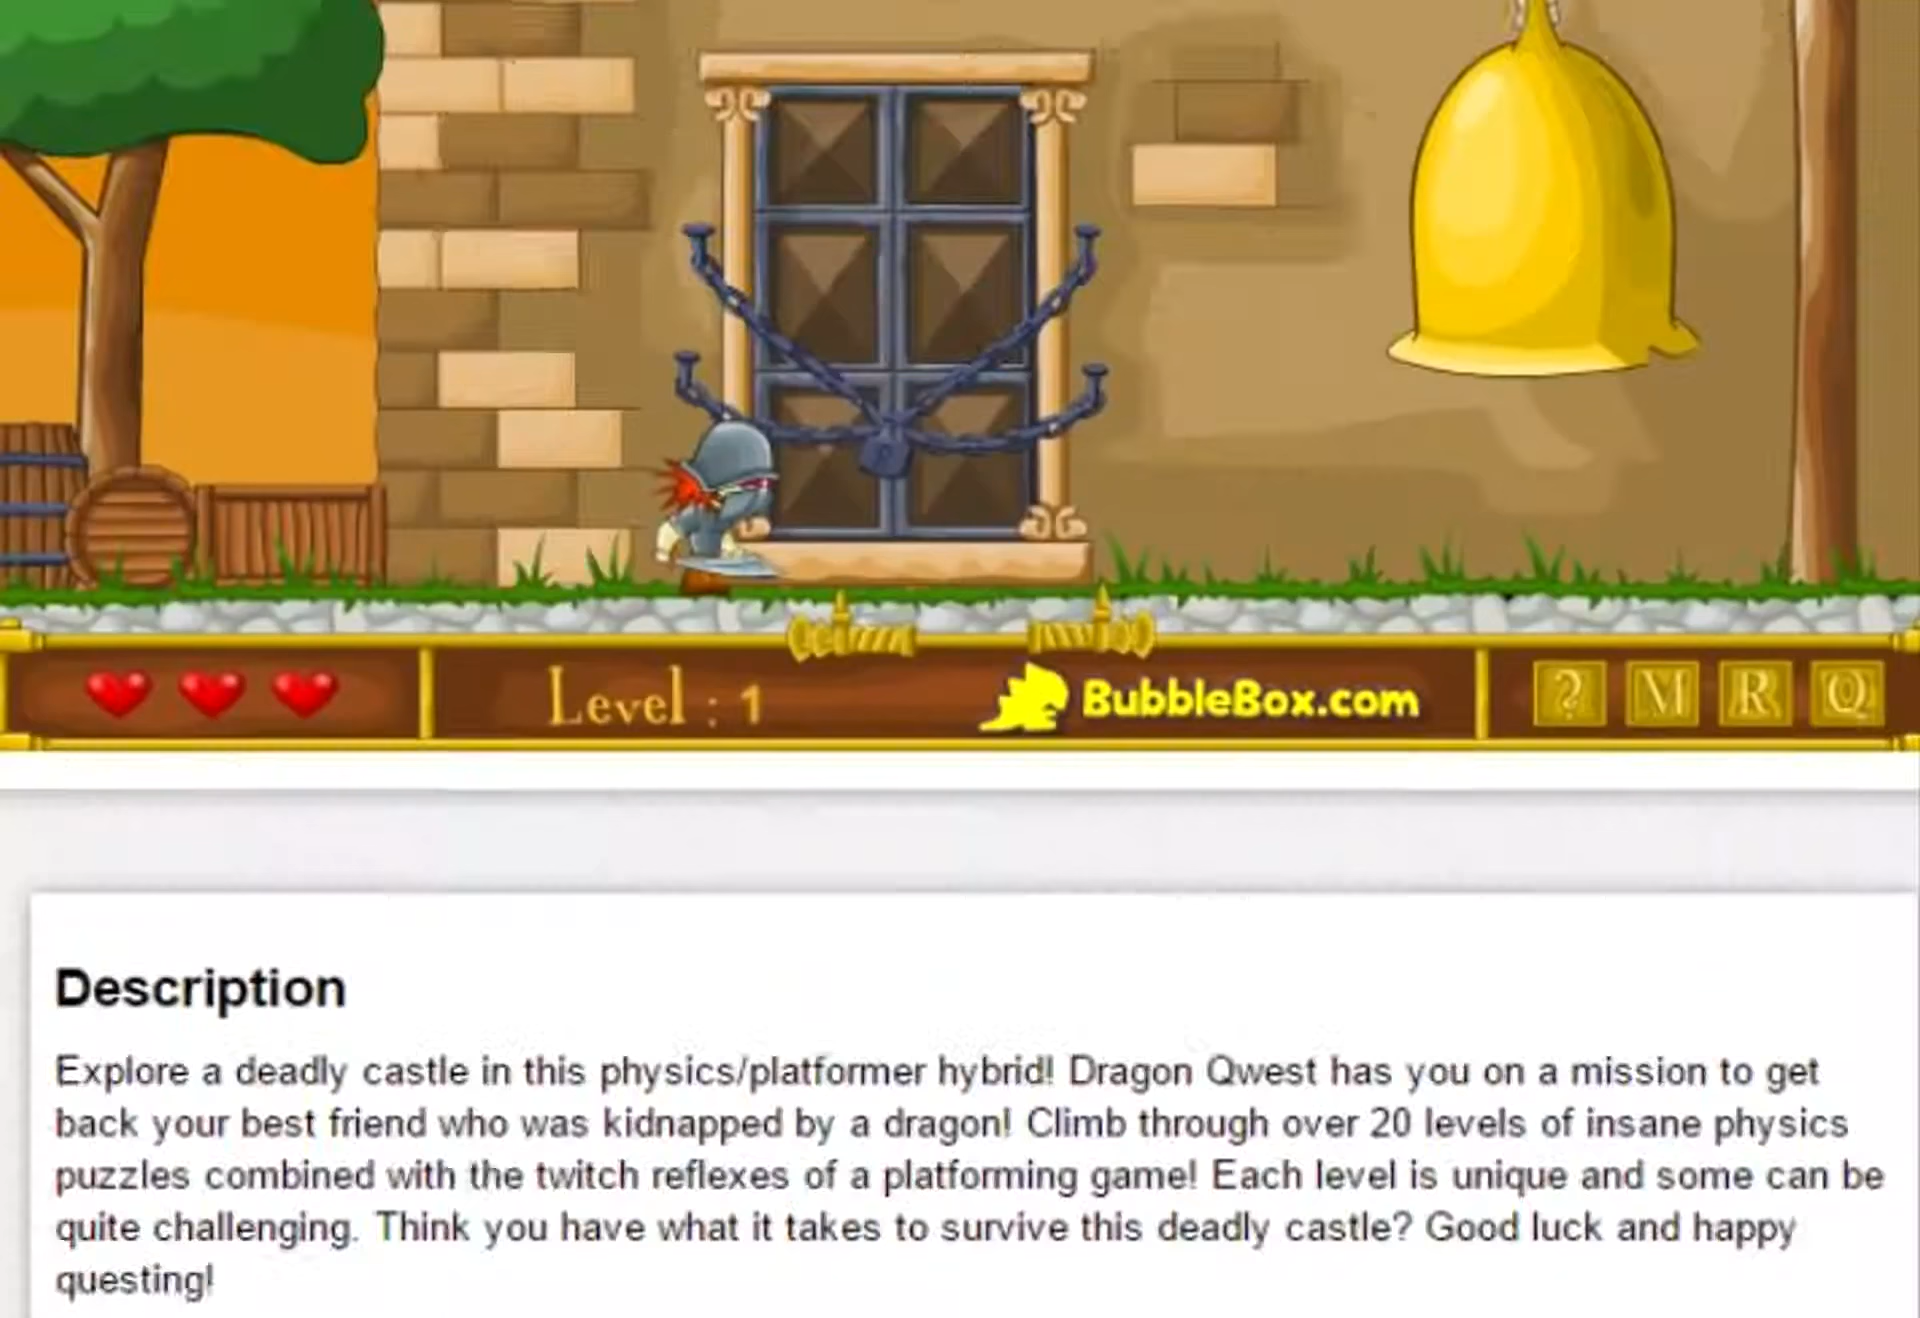 Level : 1
BubbleBox.com
? M R Q
Description
Explore a deadly castle in this physics/platformer hybrid! Dragon Qwest has you on a mission to get
back your best friend who was kidnapped by a dragon! Climb through over 20 levels of insane physics
puzzles combined with the twitch reflexes of a platforming game! Each level is unique and some can be
quite challenging. Think you have what it takes to survive this deadly castle? Good luck and happy
questing!